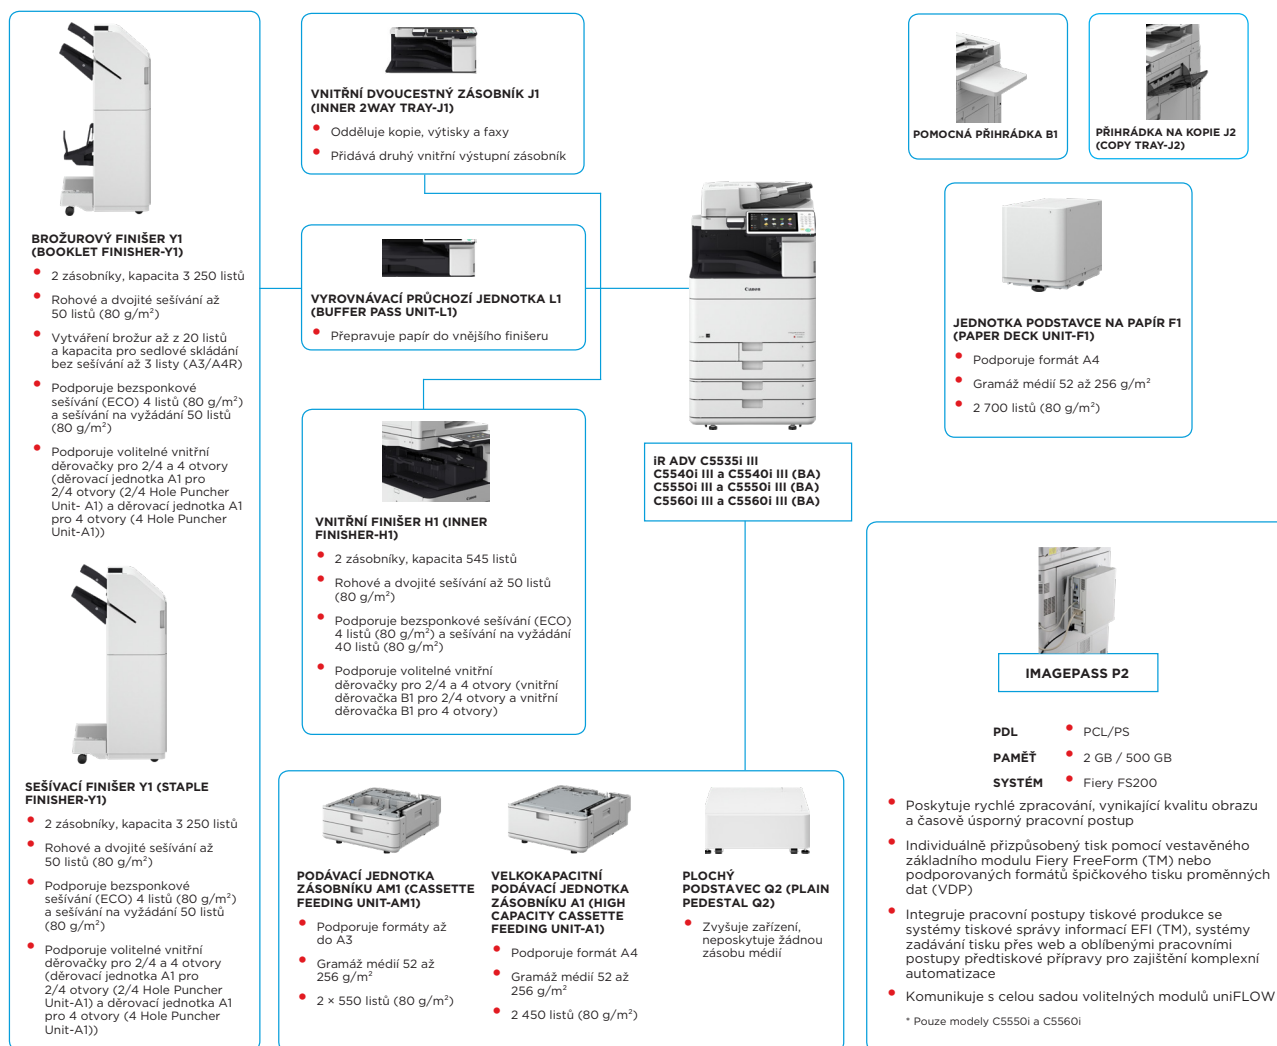 BROŽUROVÝ FINIŠER Y1
(BOOKLET FINISHER-Y1)
• 2 zásobníky, kapacita 3 250 listů
• Rohové a dvojité sešívání až
50 listů (80 g/m²)
• Vytváření brožur až z 20 listů
a kapacita pro sedlové skládání
bez sešívání až 3 listy (A3/A4R)
• Podporuje bezsponkové
sešívání (ECO) 4 listů (80 g/m²)
a sešívání na vyžádání 50 listů
(80 g/m²)
• Podporuje volitelné vnitřní
děrovačky pro 2/4 a 4 otvory
(děrovací jednotka A1 pro
2/4 otvory (2/4 Hole Puncher
Unit- A1) a děrovací jednotka A1
pro 4 otvory (4 Hole Puncher
Unit-A1))
SEŠÍVACÍ FINIŠER Y1 (STAPLE
FINISHER-Y1)
• 2 zásobníky, kapacita 3 250 listů
• Rohové a dvojité sešívání až
50 listů (80 g/m²)
• Podporuje bezsponkové
sešívání (ECO) 4 listů (80 g/m²)
a sešívání na vyžádání 50 listů
(80 g/m²)
• Podporuje volitelné vnitřní
děrovačky pro 2/4 a 4 otvory
(děrovací jednotka A1 pro
2/4 otvory (2/4 Hole Puncher
Unit-A1) a děrovací jednotka A1
pro 4 otvory (4 Hole Puncher
Unit-A1))
VNITŘNÍ DVOUCESTNÝ ZÁSOBNÍK J1
(INNER 2WAY TRAY-J1)
• Odděluje kopie, výtisky a faxy
• Přidává druhý vnitřní výstupní zásobník
VYROVNÁVACÍ PRŮCHOZÍ JEDNOTKA L1
(BUFFER PASS UNIT-L1)
• Přepravuje papír do vnějšího finišeru
VNITŘNÍ FINIŠER H1 (INNER
FINISHER-H1)
• 2 zásobníky, kapacita 545 listů
• Rohové a dvojité sešívání až 50 listů
(80 g/m²)
• Podporuje bezsponkové sešívání (ECO)
4 listů (80 g/m²) a sešívání na vyžádání
40 listů (80 g/m²)
• Podporuje volitelné vnitřní
děrovačky pro 2/4 a 4 otvory (vnitřní
děrovačka B1 pro 2/4 otvory a vnitřní
děrovačka B1 pro 4 otvory)
Canon
iR ADV C5535i III
C5540i III a C5540i III (BA)
C5550i III a C5550i III (BA)
C5560i III a C5560i III (BA)
PODÁVACÍ JEDNOTKA
ZÁSOBNÍKU AM1 (CASSETTE
FEEDING UNIT-AM1)
• Podporuje formáty až
do A3
• Gramáž médií 52 až
256 g/m²
• 2 × 550 listů (80 g/m²)
VELKOKAPACITNÍ
PODÁVACÍ JEDNOTKA
ZÁSOBNÍKU A1 (HIGH
CAPACITY CASSETTE
FEEDING UNIT-A1)
• Podporuje formát A4
• Gramáž médií 52 až
256 g/m²
• 2 450 listů (80 g/m²)
PLOCHÝ
PODSTAVEC Q2 (PLAIN
PEDESTAL Q2)
• Zvyšuje zařízení,
neposkytuje žádnou
zásobu médií
POMOCNÁ PŘIHRÁDKA B1
PŘIHRÁDKA NA KOPIE J2
(COPY TRAY-J2)
JEDNOTKA PODSTAVCE NA PAPÍR F1
(PAPER DECK UNIT-F1)
• Podporuje formát A4
• Gramáž médií 52 až 256 g/m²
• 2 700 listů (80 g/m²)
IMAGEPASS P2
PDL • PCL/PS
PAMĚŤ • 2 GB / 500 GB
SYSTÉM • Fiery FS200
• Poskytuje rychlé zpracování, vynikající kvalitu obrazu
a časově úsporný pracovní postup
• Individuálně přizpůsobený tisk pomocí vestavěného
základního modulu Fiery FreeForm (TM) nebo
podporovaných formátů špičkového tisku proměnných
dat (VDP)
• Integruje pracovní postupy tiskové produkce se
systémy tiskové správy informací EFI (TM), systémy
zadávání tisku přes web a oblíbenými pracovními
postupy předtiskové přípravy pro zajištění komplexní
automatizace
• Komunikuje s celou sadou volitelných modulů uniFLOW
* Pouze modely C5550i a C5560i